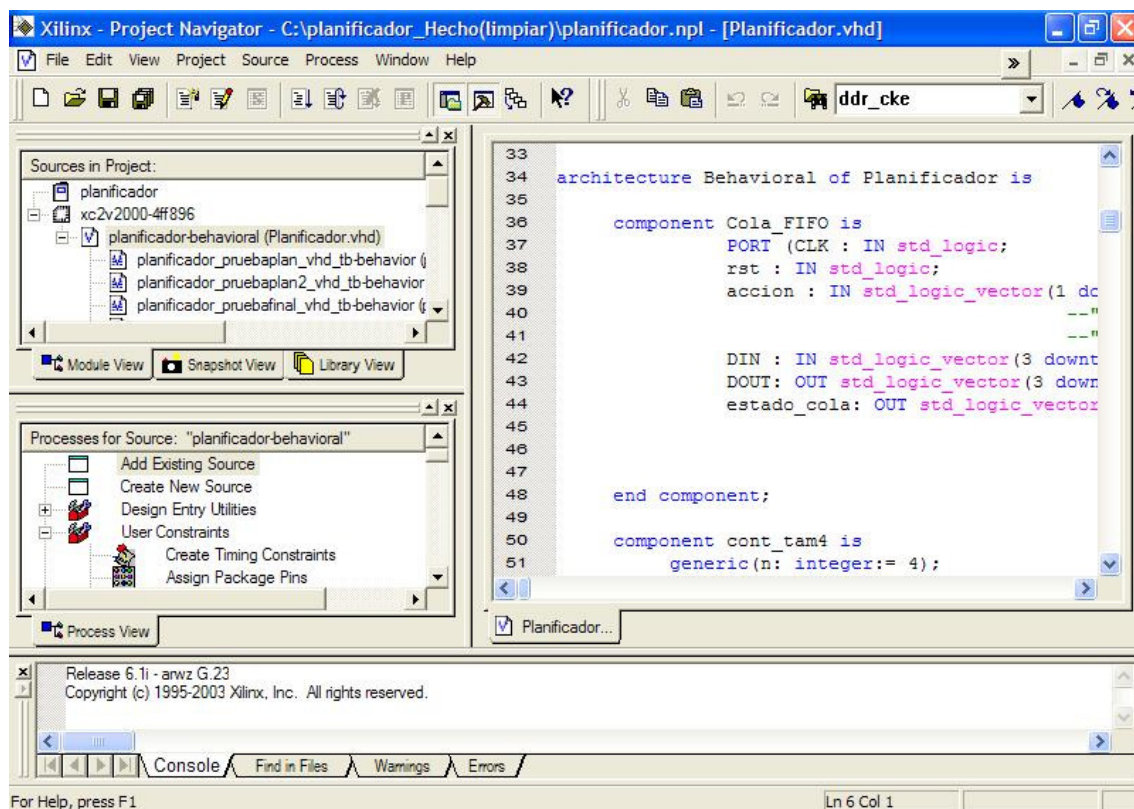 Xilinx - Project Navigator - C:\planificador_Hecho(limpiar)\planificador.npl - [Planificador.vhd]
File Edit View Project Source Process Window Help »
ddr_cke
Sources in Project:
planificador
xc2v2000-4ff896
planificador-behavioral (Planificador.vhd)
planificador_pruebaplan_vhd_tb-behavior (
planificador_pruebaplan2_vhd_tb-behavior
planificador_pruebafinal_vhd_tb-behavior (
Module View Snapshot View Library View
Processes for Source: "planificador-behavioral"
Add Existing Source
Create New Source
Design Entry Utilities
User Constraints
Create Timing Constraints
Assign Package Pins
Process View
33
34 architecture Behavioral of Planificador is
35
36 component Cola_FIFO is
37 PORT (CLK : IN std_logic;
38 rst : IN std_logic;
39 accion : IN std_logic_vector(1 do
40 --"
41 --"
42 DIN : IN std_logic_vector(3 downt
43 DOUT: OUT std_logic_vector(3 down
44 estado_cola: OUT std_logic_vector
45
46
47
48 end component;
49
50 component cont_tam4 is
51 generic(n: integer:= 4);
Planificador...
Release 6.1i - arwz G.23
Copyright (c) 1995-2003 Xilinx, Inc. All rights reserved.
Console Find in Files Warnings Errors
For Help, press F1 Ln 6 Col 1